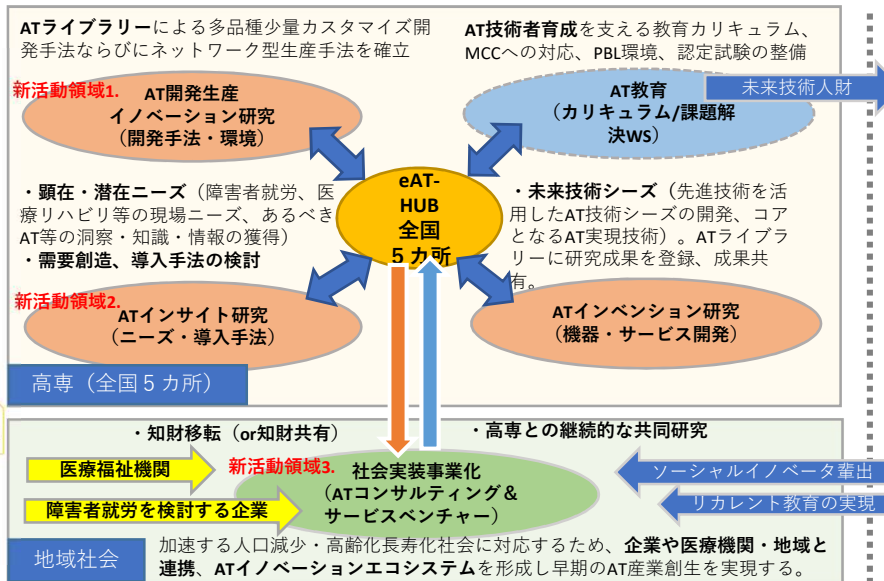 ATライブラリーによる多品種少量カスタマイズ開
発手法ならびにネットワーク型生産手法を確立
AT技術者育成を支える教育カリキュラム、
MCCへの対応、PBL環境、認定試験の整備
新活動領域1.
AT開発生産
イノベーション研究
(開発手法・環境)
AT教育
(カリキュラム/課題解
決WS)
未来技術人財
eAT-
HUB
全国
5カ所
・顕在・潜在ニーズ（障害者就労、医
療リハビリ等の現場ニーズ、あるべき
AT等の洞察・知識・情報の獲得）
・需要創造、導入手法の検討
・未来技術シーズ（先進技術を活
用したAT技術シーズの開発、コア
となるAT実現技術）。ATライブラ
リーに研究成果を登録、成果共
有。
新活動領域2.
ATインサイト研究
(ニーズ・導入手法)
ATインベンション研究
(機器・サービス開発)
高専（全国５カ所）
・知財移転（or知財共有）
・高専との継続的な共同研究
医療福祉機関
障害者就労を検討する企業
新活動領域3.
社会実装事業化
(ATコンサルティング＆
サービスベンチャー）
ソーシャルイノベータ輩出
リカレント教育の実現
地域社会
加速する人口減少・高齢化長寿化社会に対応するため、企業や医療機関・地域と
連携、ATイノベーションエコシステムを形成し早期のAT産業創生を実現する。